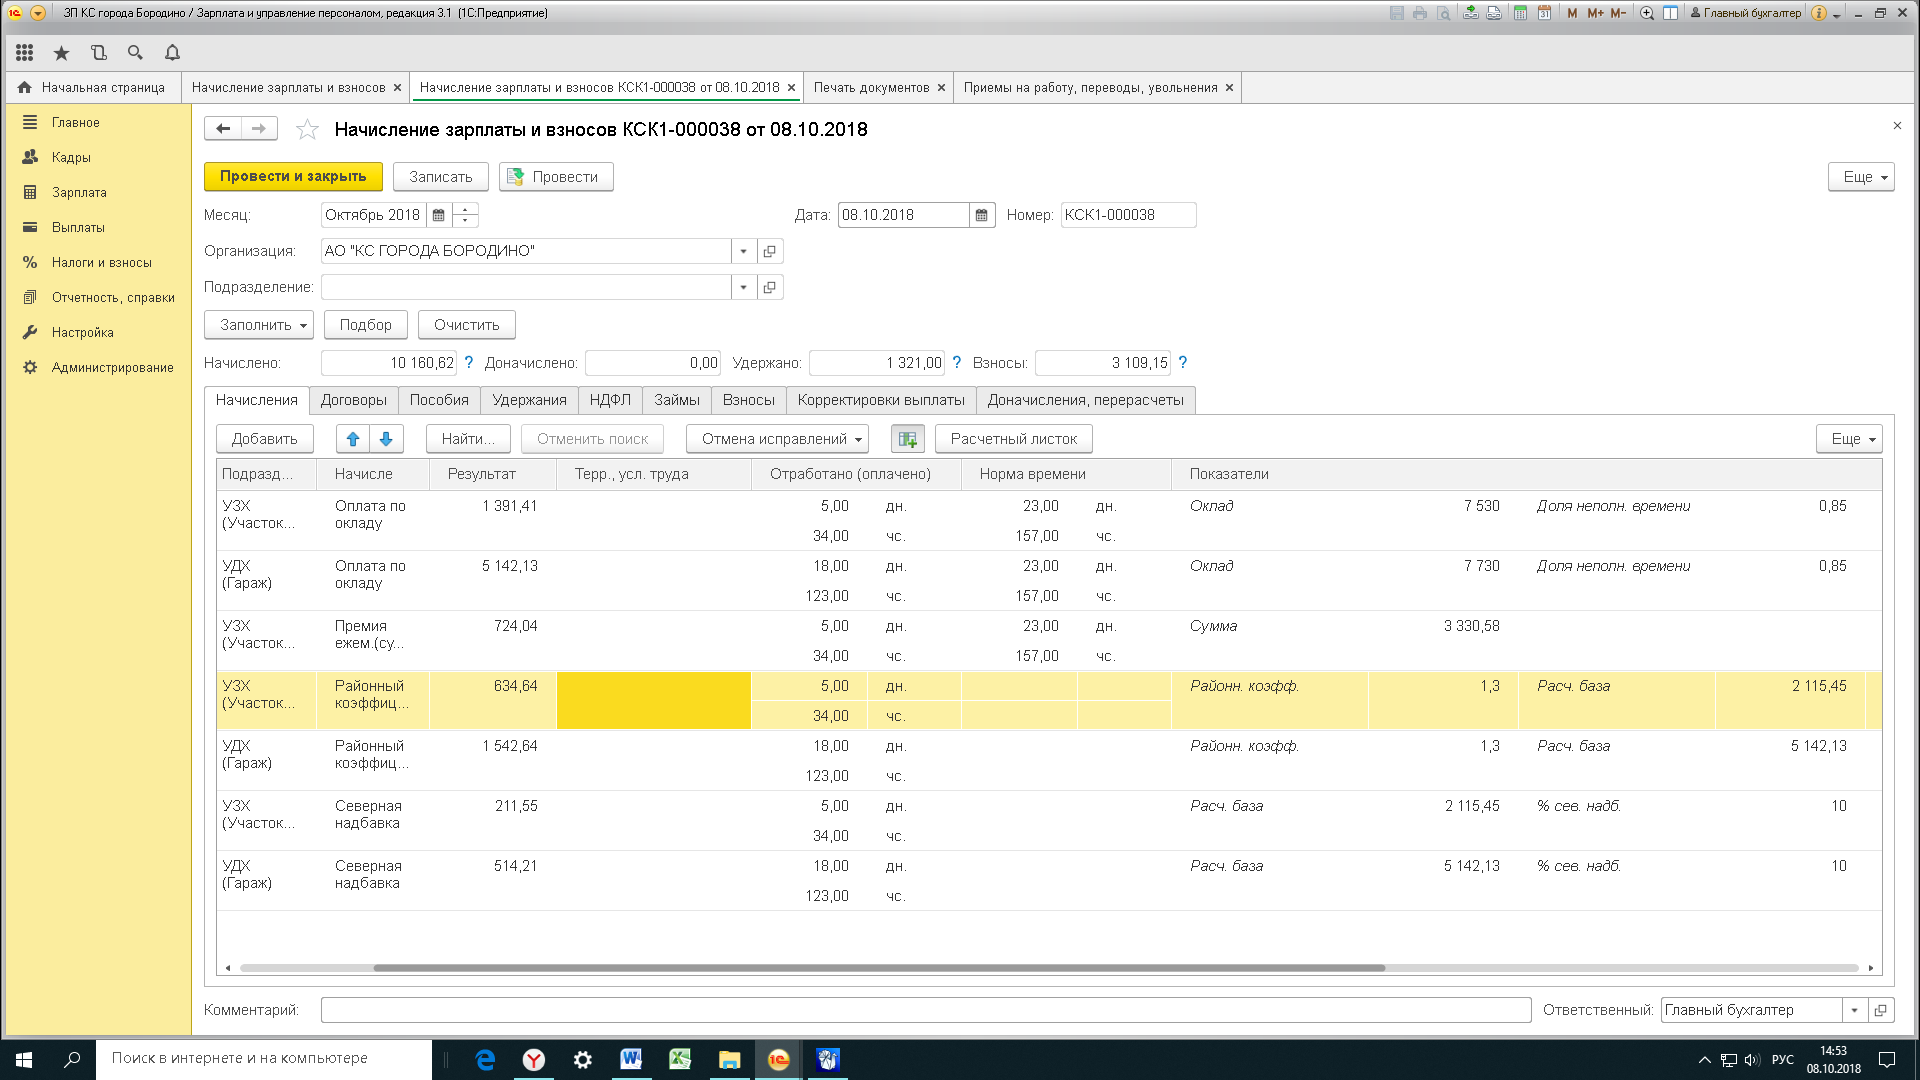 ЗП КС города Бородино / Зарплата и управление персоналом, редакция 3.1 (1С:Предприятие)
M M+ M- Главный бухгалтер
Начальная страница Начисление зарплаты и взносов Начисление зарплаты и взносов КСК1-000038 от 08.10.2018 Печать документов Приемы на работу, переводы, увольнения
Главное
Кадры
Зарплата
Выплаты
Налоги и взносы
Отчетность, справки
Настройка
Администрирование
Начисление зарплаты и взносов КСК1-000038 от 08.10.2018
Провести и закрыть Записать Провести Еще
Месяц: Октябрь 2018 Дата: 08.10.2018 Номер: КСК1-000038
Организация: АО "КС ГОРОДА БОРОДИНО"
Подразделение:
Заполнить Подбор Очистить
Начислено: 10 160,62 ? Доначислено: 0,00 Удержано: 1 321,00 ? Взносы: 3 109,15 ?
Начисления Договоры Пособия Удержания НДФЛ Займы Взносы Корректировки выплаты Доначисления, перерасчеты
Добавить Найти... Отменить поиск Отмена исправлений Расчетный листок Еще
Подразд... Начисле Результат Терр., усл. труда Отработано (оплачено) Норма времени Показатели
УЗХ Оплата по 1 391,41 5,00 дн. 23,00 дн. Оклад 7 530 Доля неполн. времени 0,85
(Участок... окладу
34,00 чс. 157,00 чс.
УДХ Оплата по 5 142,13 18,00 дн. 23,00 дн. Оклад 7 730 Доля неполн. времени 0,85
(Гараж) окладу
123,00 чс. 157,00 чс.
УЗХ Премия 724,04 5,00 дн. 23,00 дн. Сумма 3 330,58
(Участок... ежем.(су...
34,00 чс. 157,00 чс.
УЗХ Районный 634,64 5,00 дн. Районн. коэфф. 1,3 Расч. база 2 115,45
(Участок... коэффиц...
34,00 чс.
УДХ Районный 1 542,64 18,00 дн. Районн. коэфф. 1,3 Расч. база 5 142,13
(Гараж) коэффиц...
123,00 чс.
УЗХ Северная 211,55 5,00 дн. Расч. база 2 115,45 % сев. надб. 10
(Участок... надбавка
34,00 чс.
УДХ Северная 514,21 18,00 дн. Расч. база 5 142,13 % сев. надб. 10
(Гараж) надбавка
123,00 чс.
Комментарий: Ответственный: Главный бухгалтер
Поиск в интернете и на компьютере РУС 14:53
08.10.2018